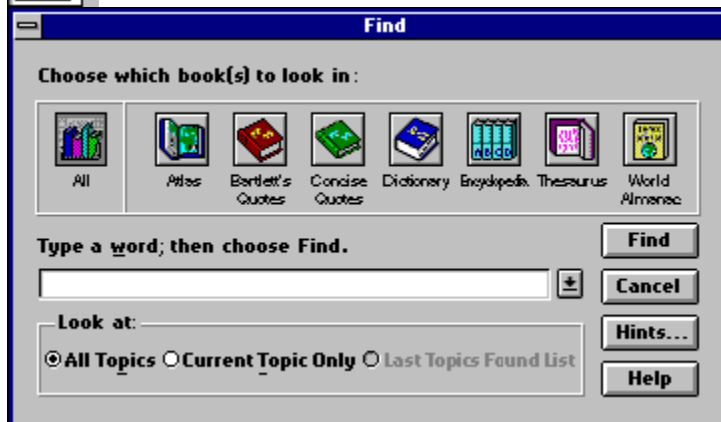 Find
Choose which book(s) to look in:
All Atlas Bartlett's Quotes Concise Quotes Dictionary Encyclopedia Thesaurus World Almanac
Type a word; then choose Find.
Find
Cancel
Look at:
Hints...
All Topics Current Topic Only Last Topics Found List
Help